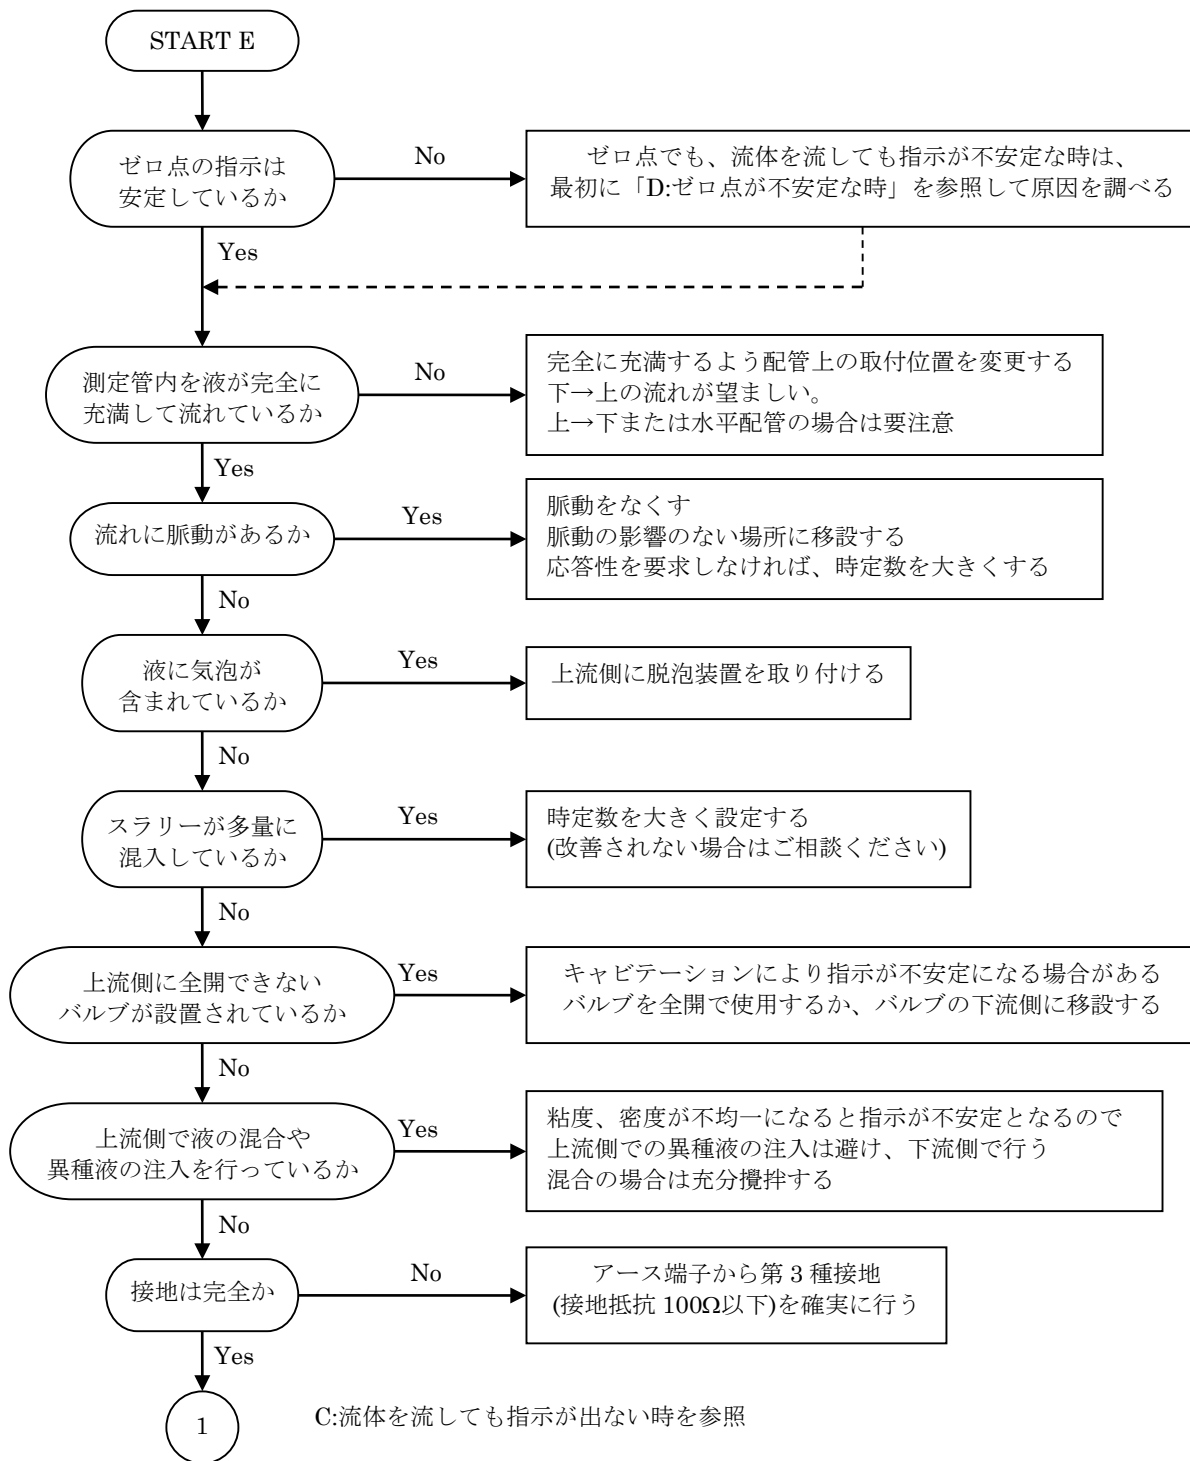 START E
ゼロ点の指示は
安定しているか
No
ゼロ点でも、流体を流しても指示が不安定な時は、
最初に「D:ゼロ点が不安定な時」を参照して原因を調べる
Yes
測定管内を液が完全に
充満して流れているか
No
完全に充満するよう配管上の取付位置を変更する
下→上の流れが望ましい。
上→下または水平配管の場合は要注意
Yes
流れに脈動があるか
Yes
脈動をなくす
脈動の影響のない場所に移設する
応答性を要求しなければ、時定数を大きくする
No
液に気泡が
含まれているか
Yes
上流側に脱泡装置を取り付ける
No
スラリーが多量に
混入しているか
Yes
時定数を大きく設定する
(改善されない場合はご相談ください)
No
上流側に全開できない
バルブが設置されているか
Yes
キャビテーションにより指示が不安定になる場合がある
バルブを全開で使用するか、バルブの下流側に移設する
No
上流側で液の混合や
異種液の注入を行っているか
Yes
粘度、密度が不均一になると指示が不安定となるので
上流側での異種液の注入は避け、下流側で行う
混合の場合は充分攪拌する
No
接地は完全か
No
アース端子から第 3 種接地
(接地抵抗 100Ω以下)を確実に行う
Yes
1
C:流体を流しても指示が出ない時を参照